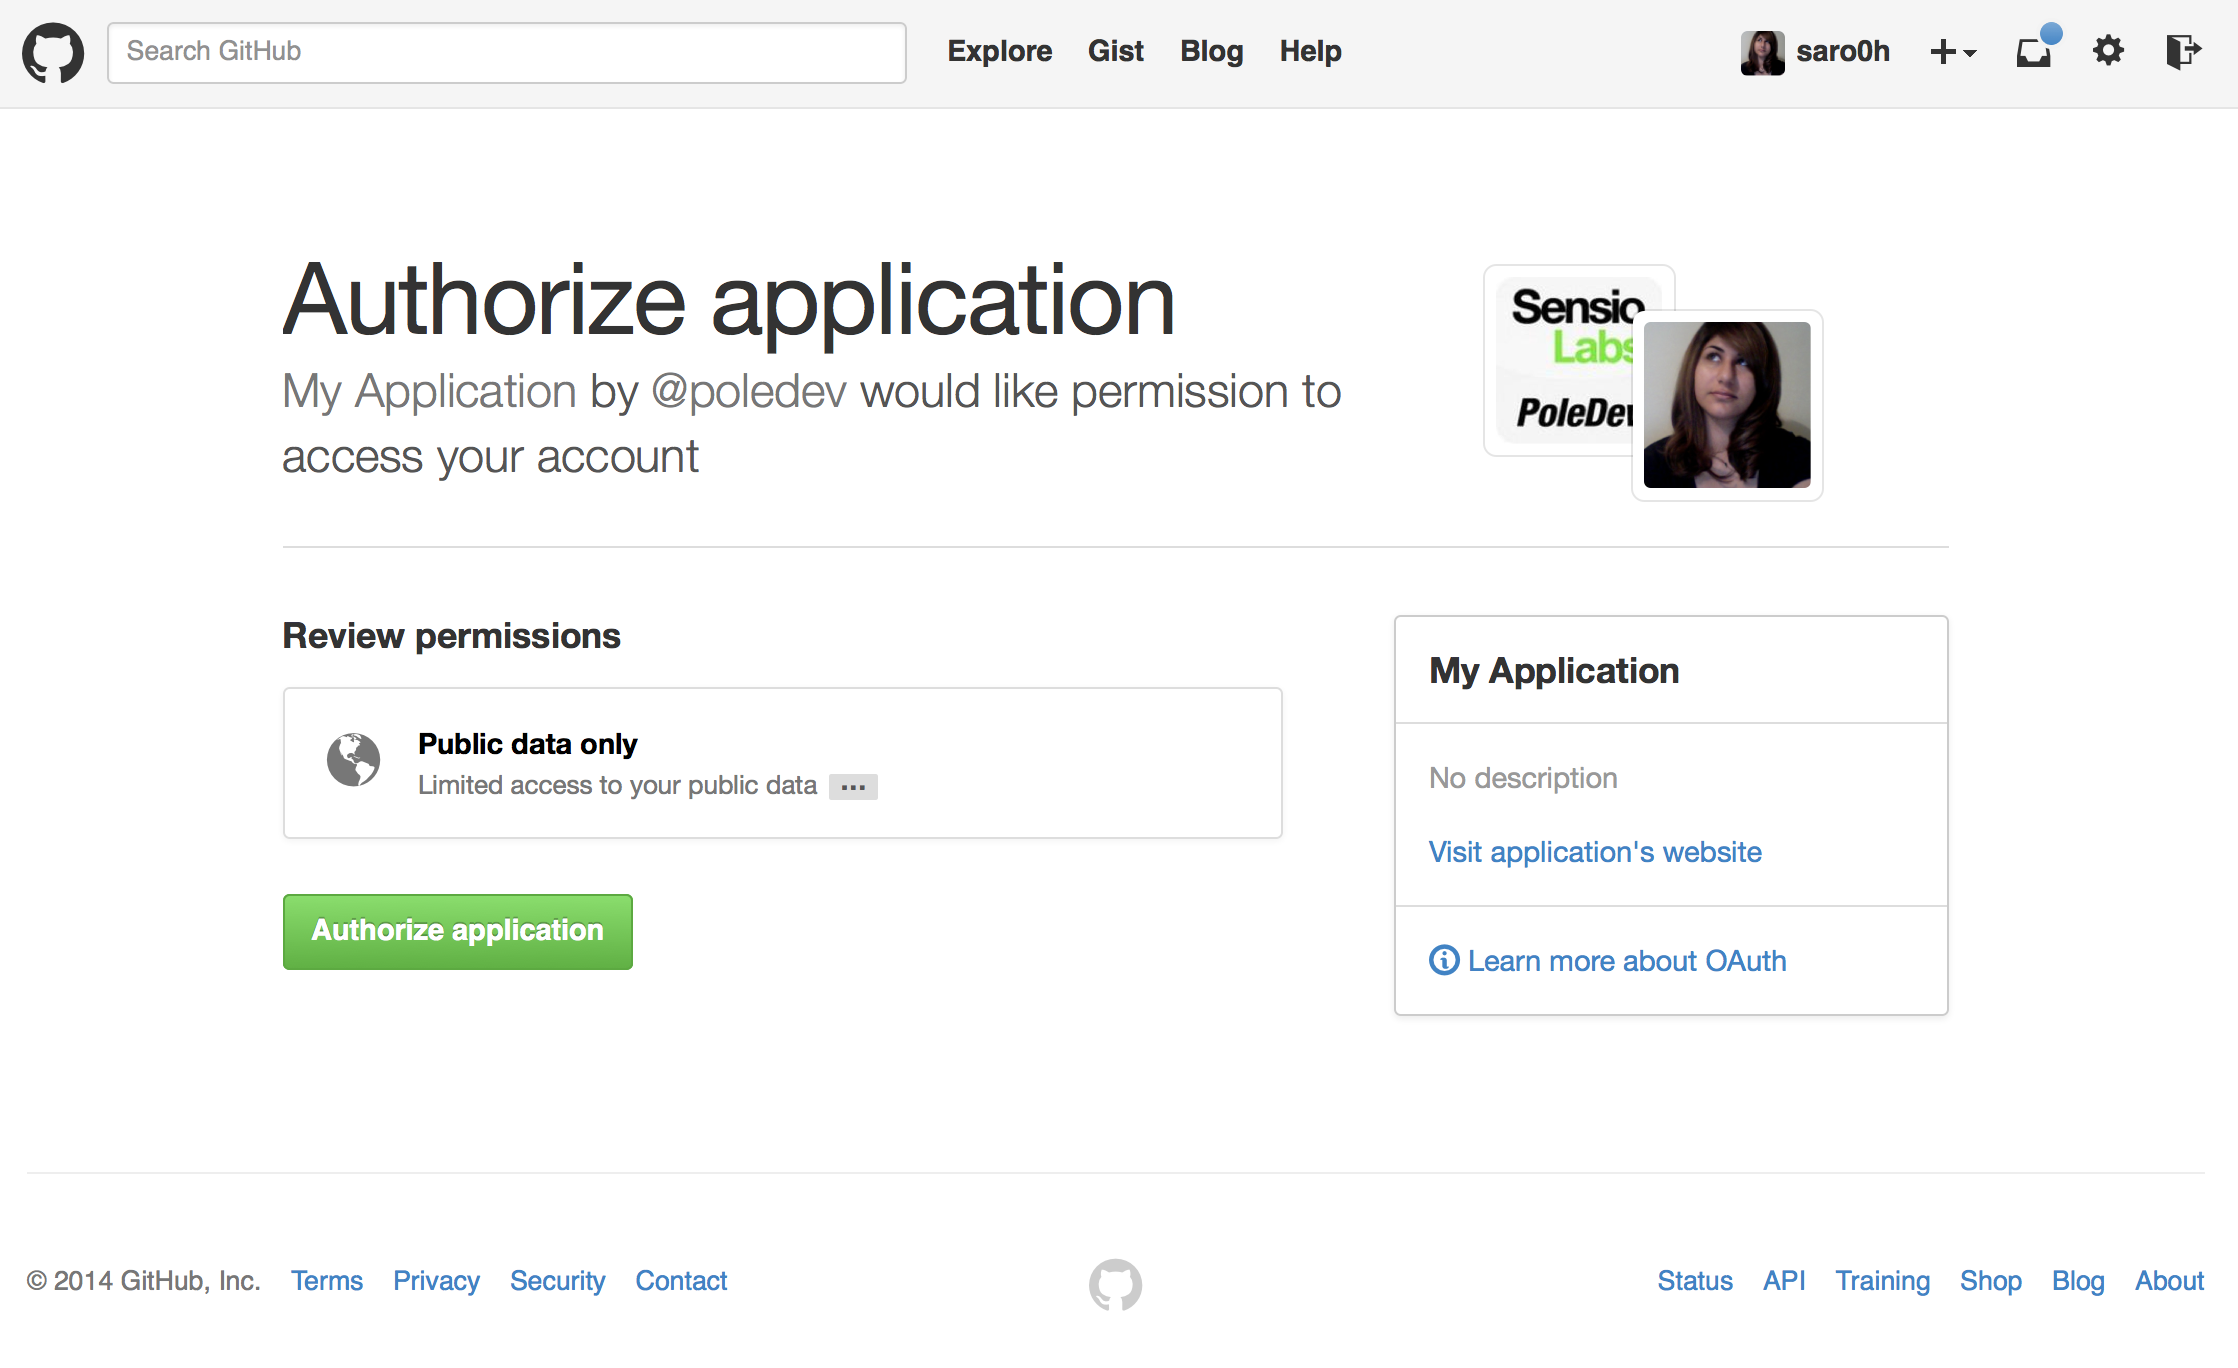 Search GitHub
Explore Gist Blog Help
saro0h
Authorize application
My Application by @poledev would like permission to
access your account
Sensio
Labs
PoleDev
Review permissions
Public data only
Limited access to your public data ...
Authorize application
My Application
No description
Visit application's website
Learn more about OAuth
© 2014 GitHub, Inc. Terms Privacy Security Contact
Status API Training Shop Blog About